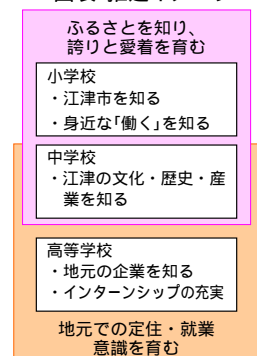 ふるさとを知り、
誇りと愛着を育む
小学校
・江津市を知る
・身近な「働く」を知る
中学校
・江津の文化・歴史・産
業を知る
高等学校
・地元の企業を知る
・インターンシップの充実
地元での定住・就業
意識を育む